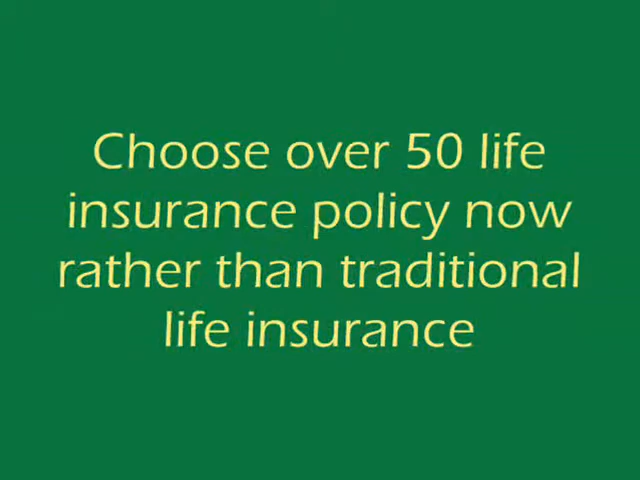 Choose over 50 life
insurance policy now
rather than traditional
life insurance